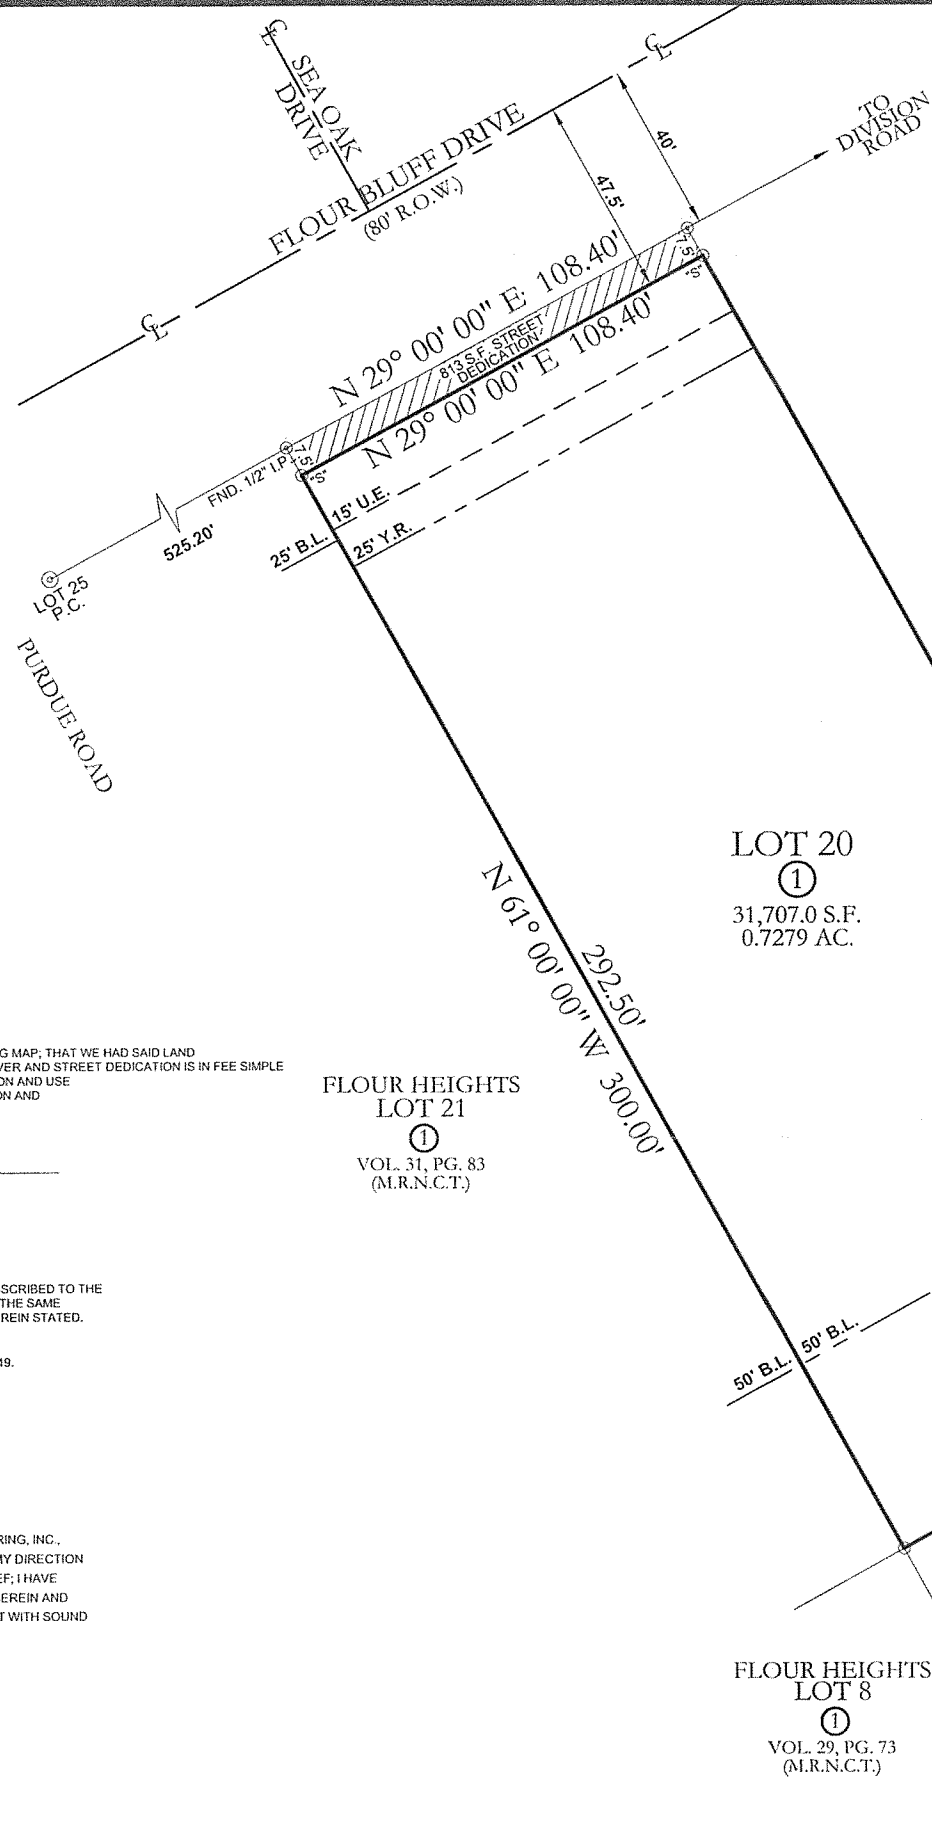 ℄
SEA OAK
DRIVE
℄
FLOUR BLUFF DRIVE
(80' R.O.W.)
TO
DIVISION
ROAD
40'
47.5'
℄
7.5'
"S"
N 29° 00' 00" E 108.40'
813 S.F. STREET
DEDICATION
N 29° 00' 00" E 108.40'
7.5'
"S"
FND. 1/2" I.P.
525.20'
15' U.E.
25' B.L.
25' Y.R.
LOT 25
P.C.
PURDUE ROAD
LOT 20
1
31,707.0 S.F.
0.7279 AC.
292.50'
N 61° 00' 00" W 300.00'
G MAP; THAT WE HAD SAID LAND
VER AND STREET DEDICATION IS IN FEE SIMPLE
ON AND USE
ON AND
FLOUR HEIGHTS
LOT 21
1
VOL. 31, PG. 83
(M.R.N.C.T.)
SCRIBED TO THE
THE SAME
REIN STATED.
19.
50' B.L.
50' B.L.
RING, INC.,
MY DIRECTION
EF; I HAVE
EREIN AND
T WITH SOUND
FLOUR HEIGHTS
LOT 8
1
VOL. 29, PG. 73
(M.R.N.C.T.)